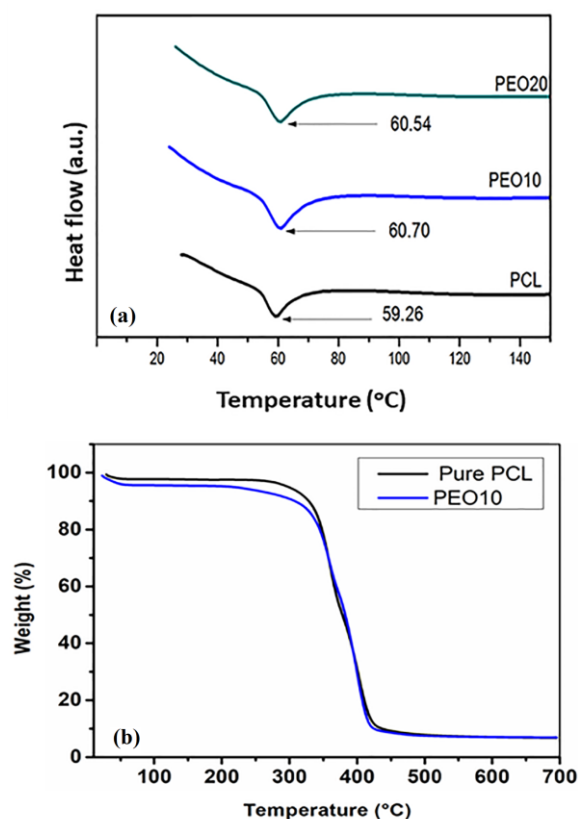 PEO20
60.54
PEO10
60.70
PCL
59.26
Heat flow (a.u.)
(a)
20 40 60 80 100 120 140
Temperature (°C)
100
80
60
40
20
0
Weight (%)
Pure PCL
PEO10
(b)
100 200 300 400 500 600 700
Temperature (°C)